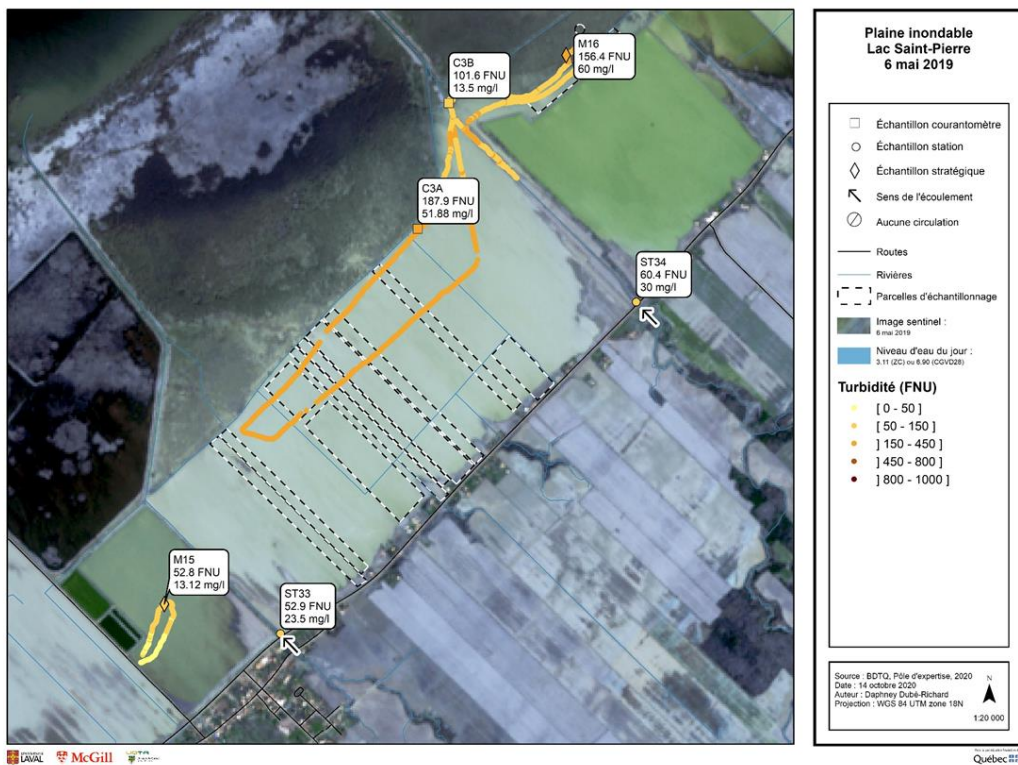 M16
156.4 FNU
60 mg/l
C3B
101.6 FNU
13.5 mg/l
C3A
187.9 FNU
51.88 mg/l
ST34
60.4 FNU
30 mg/l
M15
52.8 FNU
13.12 mg/l
ST33
52.9 FNU
23.5 mg/l
Plaine inondable
Lac Saint-Pierre
6 mai 2019
Échantillon courantomètre
Échantillon station
Échantillon stratégique
Sens de l'écoulement
Aucune circulation
Routes
Rivières
Parcelles d'échantillonnage
Image sentinel :
6 mai 2019
Niveau d'eau du jour :
3.11 (ZC) ou 6.90 (CGVD28)
Turbidité (FNU)
[ 0 - 50 ]
] 50 - 150 ]
] 150 - 450 ]
] 450 - 800 ]
] 800 - 1000 ]
Source : BDTQ, Pôle d'expertise, 2020
Date : 14 octobre 2020
Auteur : Daphney Dubé-Richard
Projection : WGS 84 UTM zone 18N
N
1:20 000
LAVAL
McGill
Québec